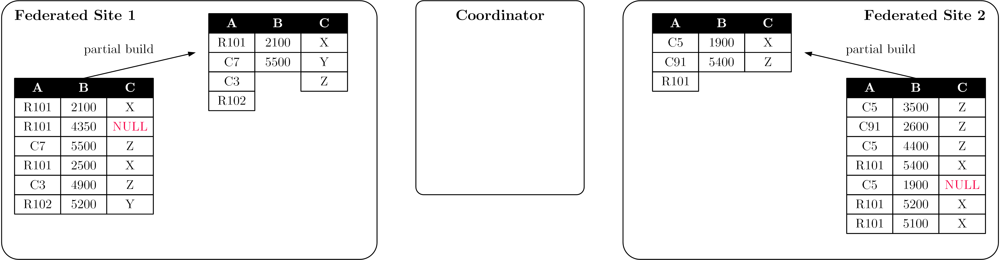 Federated Site 1
partial build
A B C
R101 2100 X
C7 5500 Y
C3 Z
R102
A B C
R101 2100 X
R101 4350 NULL
C7 5500 Z
R101 2500 X
C3 4900 Z
R102 5200 Y
Coordinator
Federated Site 2
A B C
C5 1900 X
C91 5400 Z
R101
partial build
A B C
C5 3500 Z
C91 2600 Z
C5 4400 Z
R101 5400 X
C5 1900 NULL
R101 5200 X
R101 5100 X